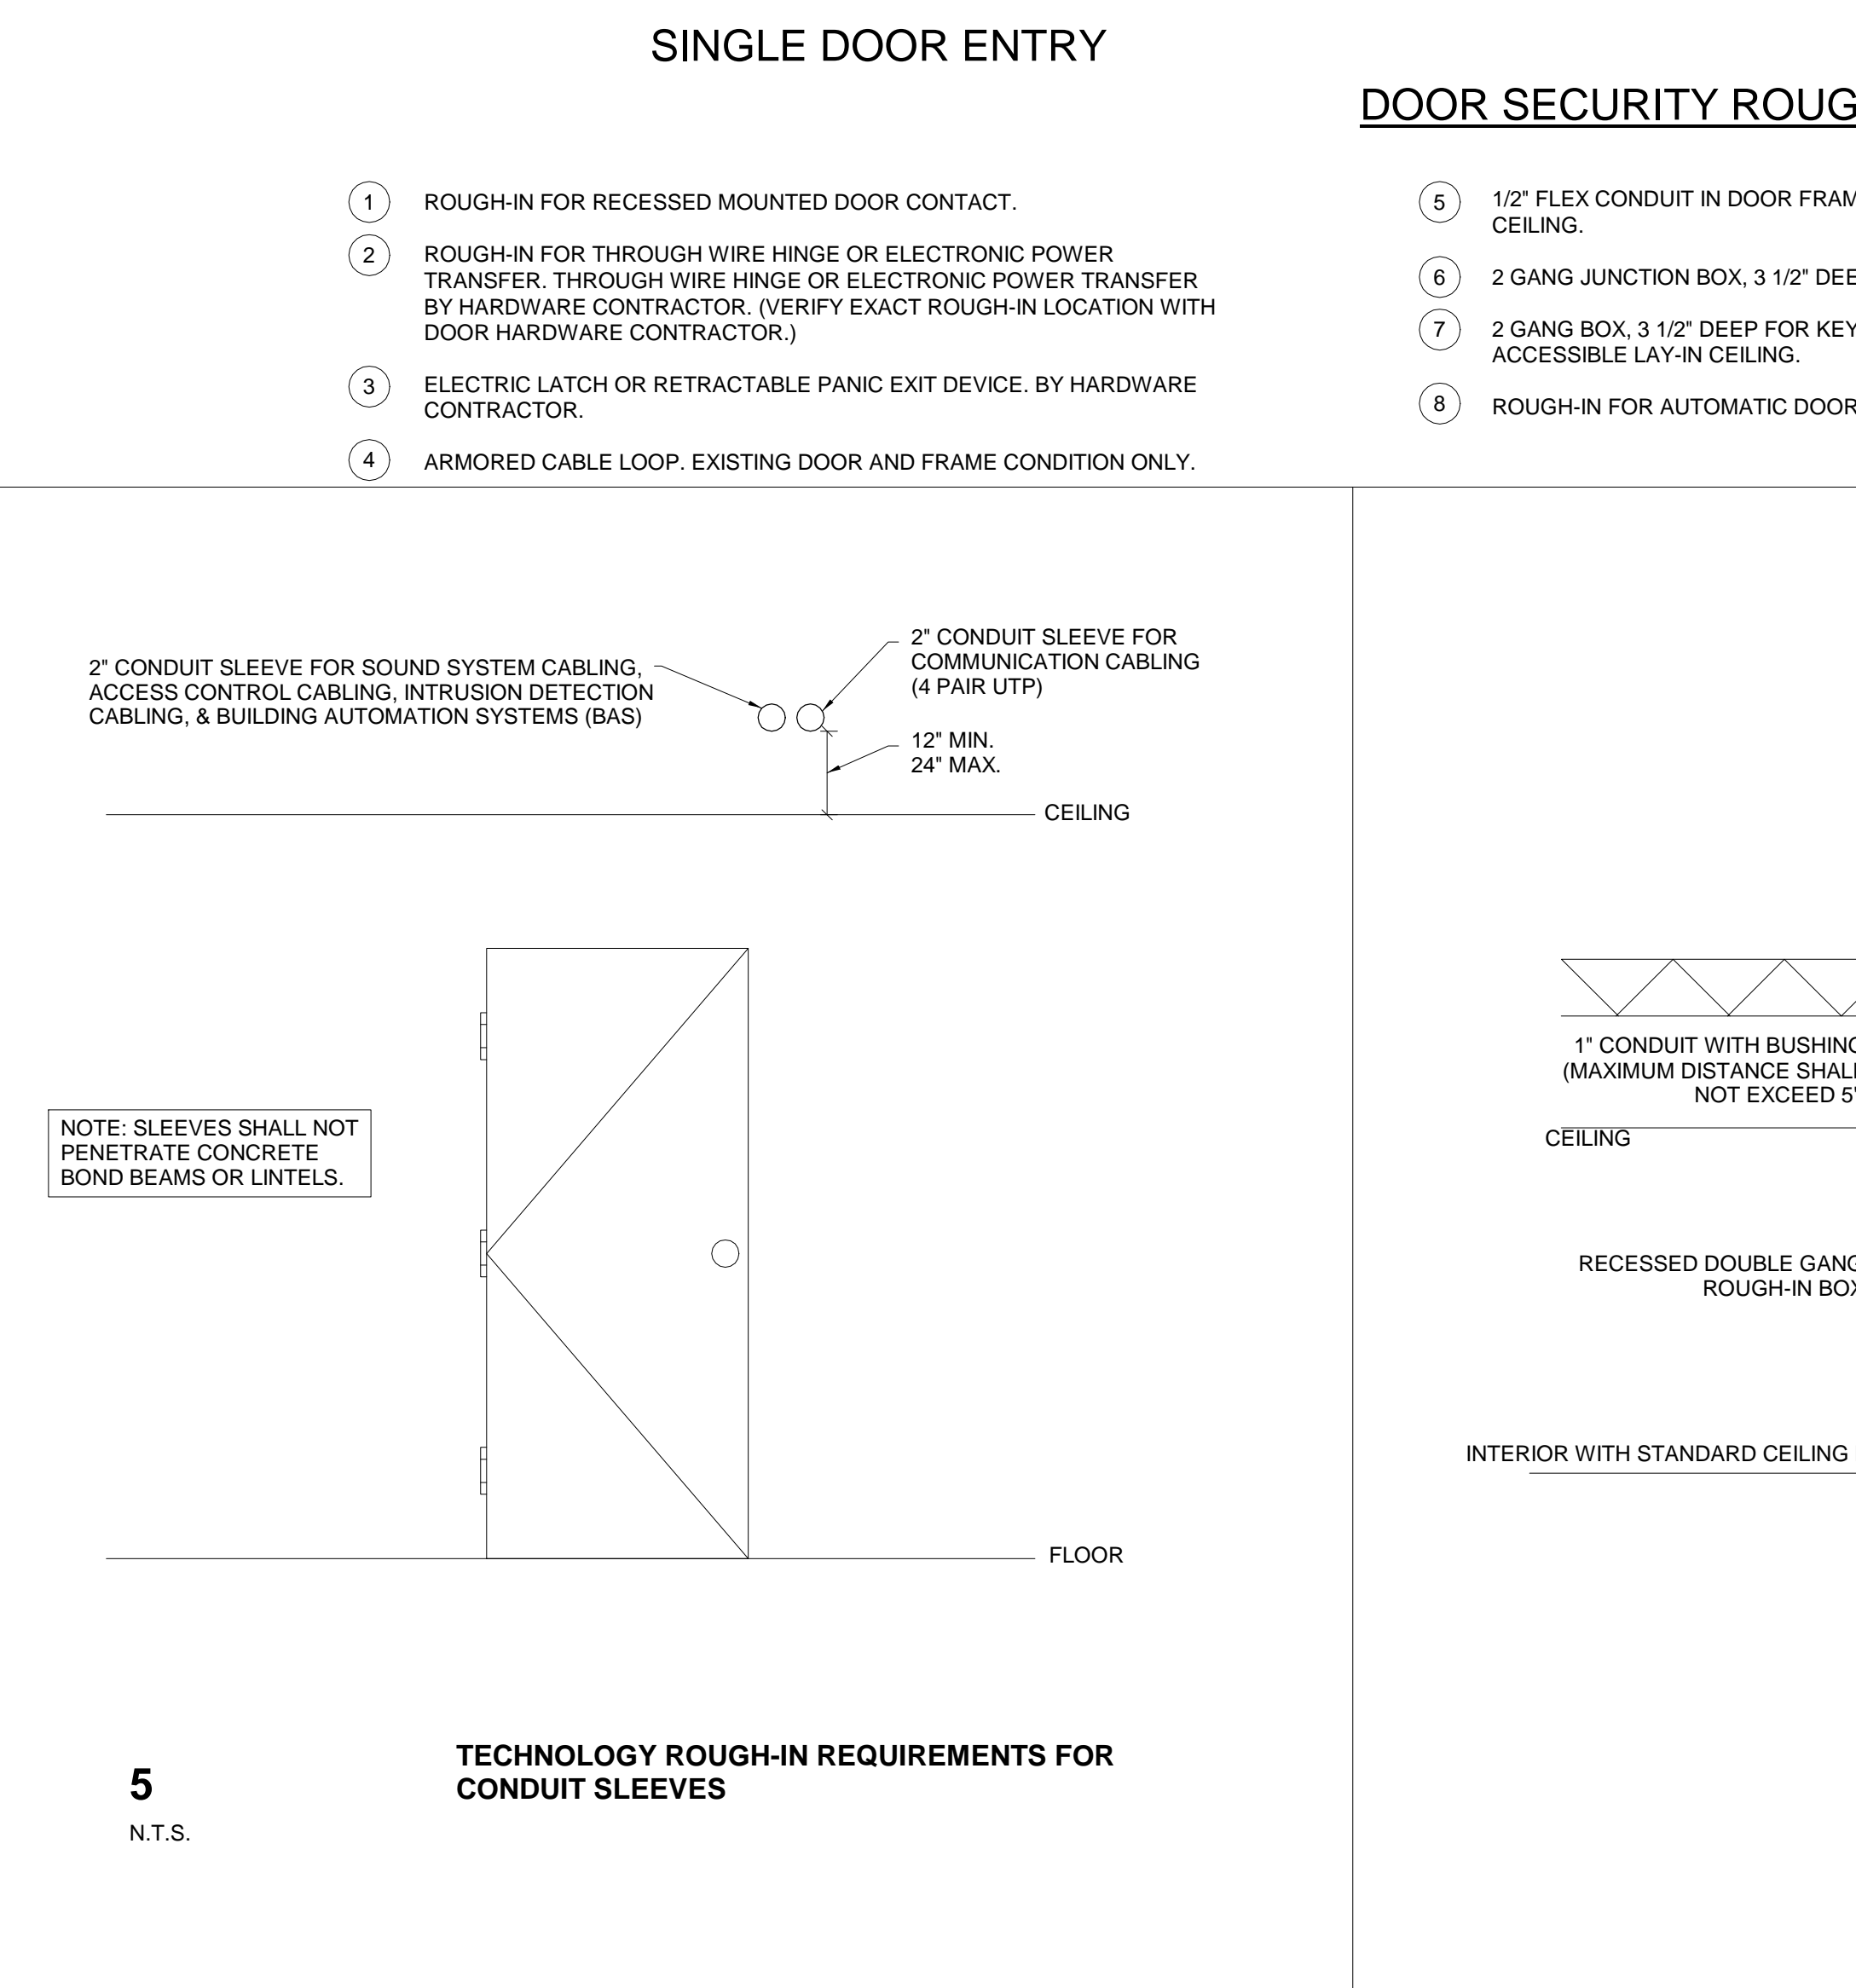 SINGLE DOOR ENTRY
DOOR SECURITY ROUG
1
ROUGH-IN FOR RECESSED MOUNTED DOOR CONTACT.
2
ROUGH-IN FOR THROUGH WIRE HINGE OR ELECTRONIC POWER
TRANSFER. THROUGH WIRE HINGE OR ELECTRONIC POWER TRANSFER
BY HARDWARE CONTRACTOR. (VERIFY EXACT ROUGH-IN LOCATION WITH
DOOR HARDWARE CONTRACTOR.)
3
ELECTRIC LATCH OR RETRACTABLE PANIC EXIT DEVICE. BY HARDWARE
CONTRACTOR.
4
ARMORED CABLE LOOP. EXISTING DOOR AND FRAME CONDITION ONLY.
5
1/2" FLEX CONDUIT IN DOOR FRAM
CEILING.
6
2 GANG JUNCTION BOX, 3 1/2" DEE
7
2 GANG BOX, 3 1/2" DEEP FOR KEY
ACCESSIBLE LAY-IN CEILING.
8
ROUGH-IN FOR AUTOMATIC DOOR
2" CONDUIT SLEEVE FOR SOUND SYSTEM CABLING,
ACCESS CONTROL CABLING, INTRUSION DETECTION
CABLING, & BUILDING AUTOMATION SYSTEMS (BAS)
2" CONDUIT SLEEVE FOR
COMMUNICATION CABLING
(4 PAIR UTP)
12" MIN.
24" MAX.
CEILING
NOTE: SLEEVES SHALL NOT
PENETRATE CONCRETE
BOND BEAMS OR LINTELS.
FLOOR
5
N.T.S.
TECHNOLOGY ROUGH-IN REQUIREMENTS FOR
CONDUIT SLEEVES
1" CONDUIT WITH BUSHING
(MAXIMUM DISTANCE SHALL
NOT EXCEED 5'
CEILING
RECESSED DOUBLE GANG
ROUGH-IN BOX
INTERIOR WITH STANDARD CEILING